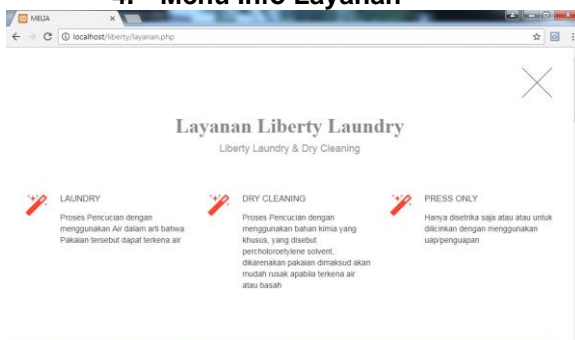 4. Menu Info Layanan
MELIA
localhost/liberty/layanan.php
Layanan Liberty Laundry
Liberty Laundry & Dry Cleaning
LAUNDRY
Proses Pencucian dengan
menggunakan Air dalam arti bahwa
Pakaian tersebut dapat terkena air
DRY CLEANING
Proses Pencucian dengan
menggunakan bahan kimia yang
khusus, yang disebut
percholoroetylene solvent,
dikarenakan pakaian dimaksud akan
mudah rusak apabila terkena air
atau basah
PRESS ONLY
Hanya disetrika saja atau atau untuk
dilicinkan dengan menggunakan
uap/penguapan